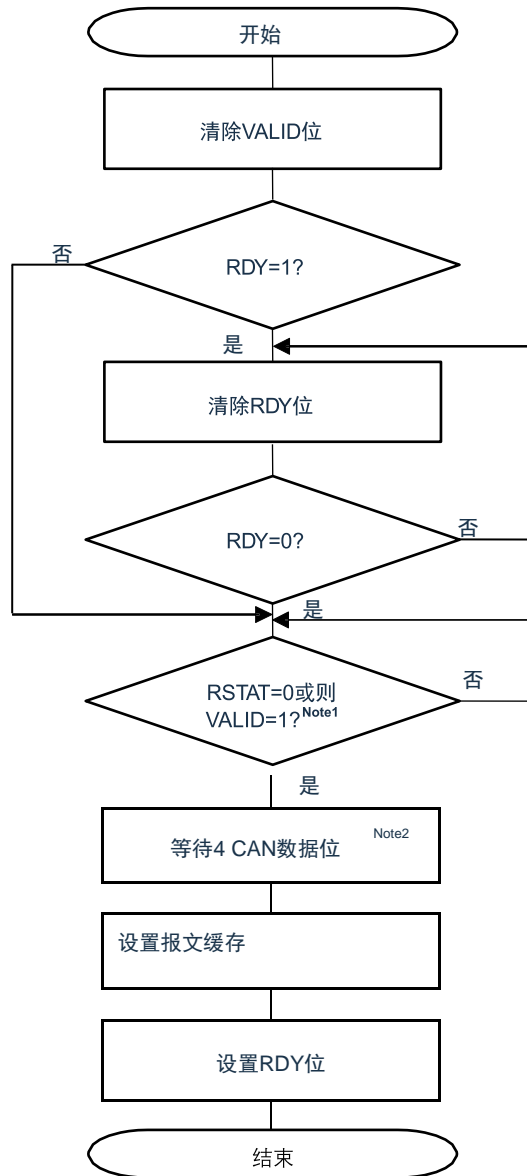 开始
清除VALID位
否
RDY=1?
是
清除RDY位
RDY=0?
否
是
RSTAT=0或则
VALID=1?Note1
否
是
等待4 CAN数据位 Note2
设置报文缓存
设置RDY位
结束